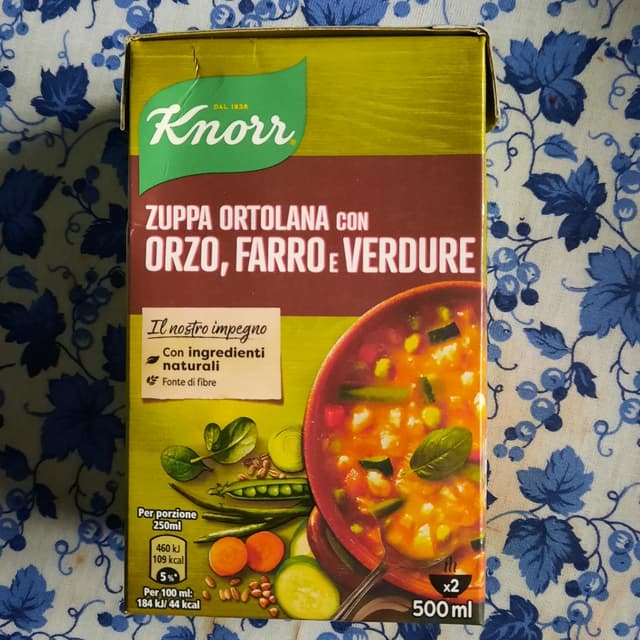 DAL 1838
Knorr
ZUPPA ORTOLANA CON
ORZO, FARRO E VERDURE
Il nostro impegno
Con ingredienti
naturali
Fonte di fibre
Per porzione
250ml
460 kJ
109 kcal
5%*
Per 100 ml:
184 kJ/ 44 kcal
x2
500 ml